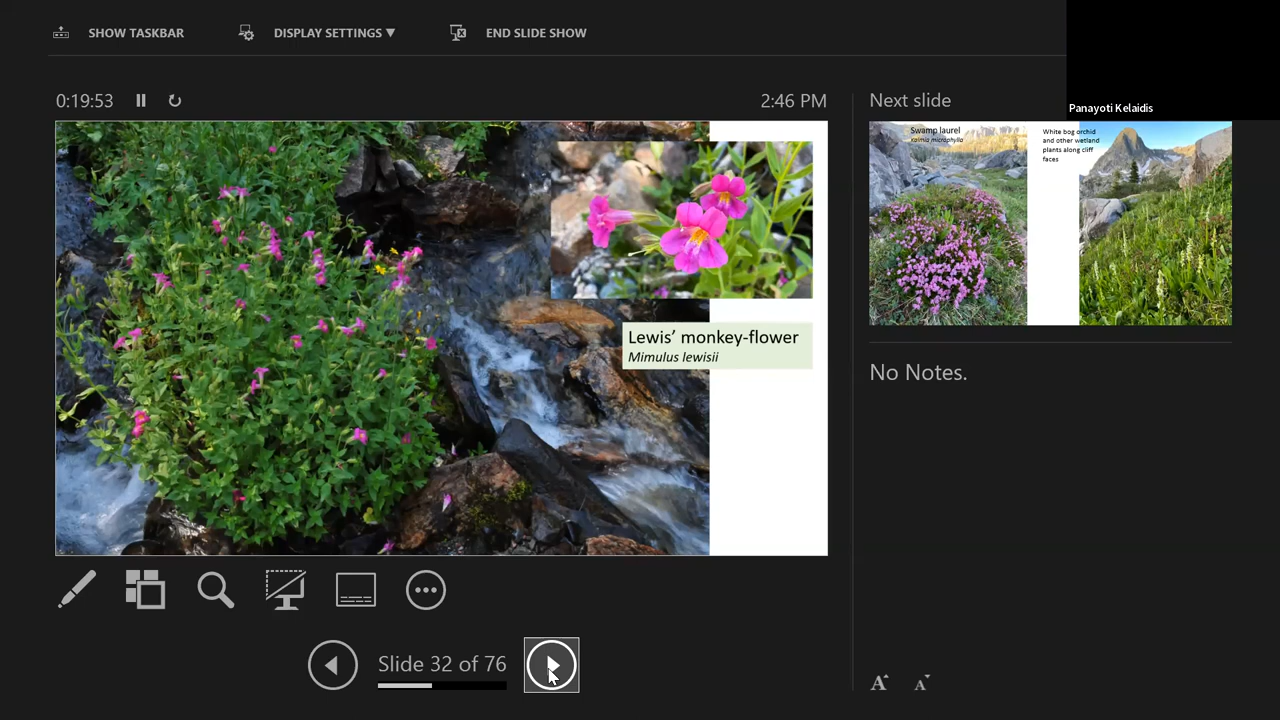 SHOW TASKBAR
DISPLAY SETTINGS ▼
END SLIDE SHOW
0:19:53
2:46 PM
Next slide
Panayoti Kelaidis
Lewis’ monkey-flower
Mimulus lewisii
Swamp laurel
Kalmia microphylla
White bog orchid
and other wetland
plants along cliff
faces
No Notes.
Slide 32 of 76
A
A